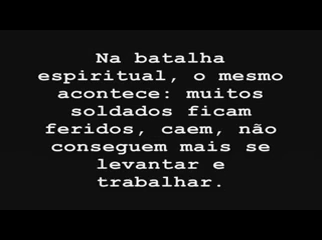 Na batalha
espiritual, o mesmo
acontece: muitos
soldados ficam
feridos, caem, não
conseguem mais se
levantar e
trabalhar.